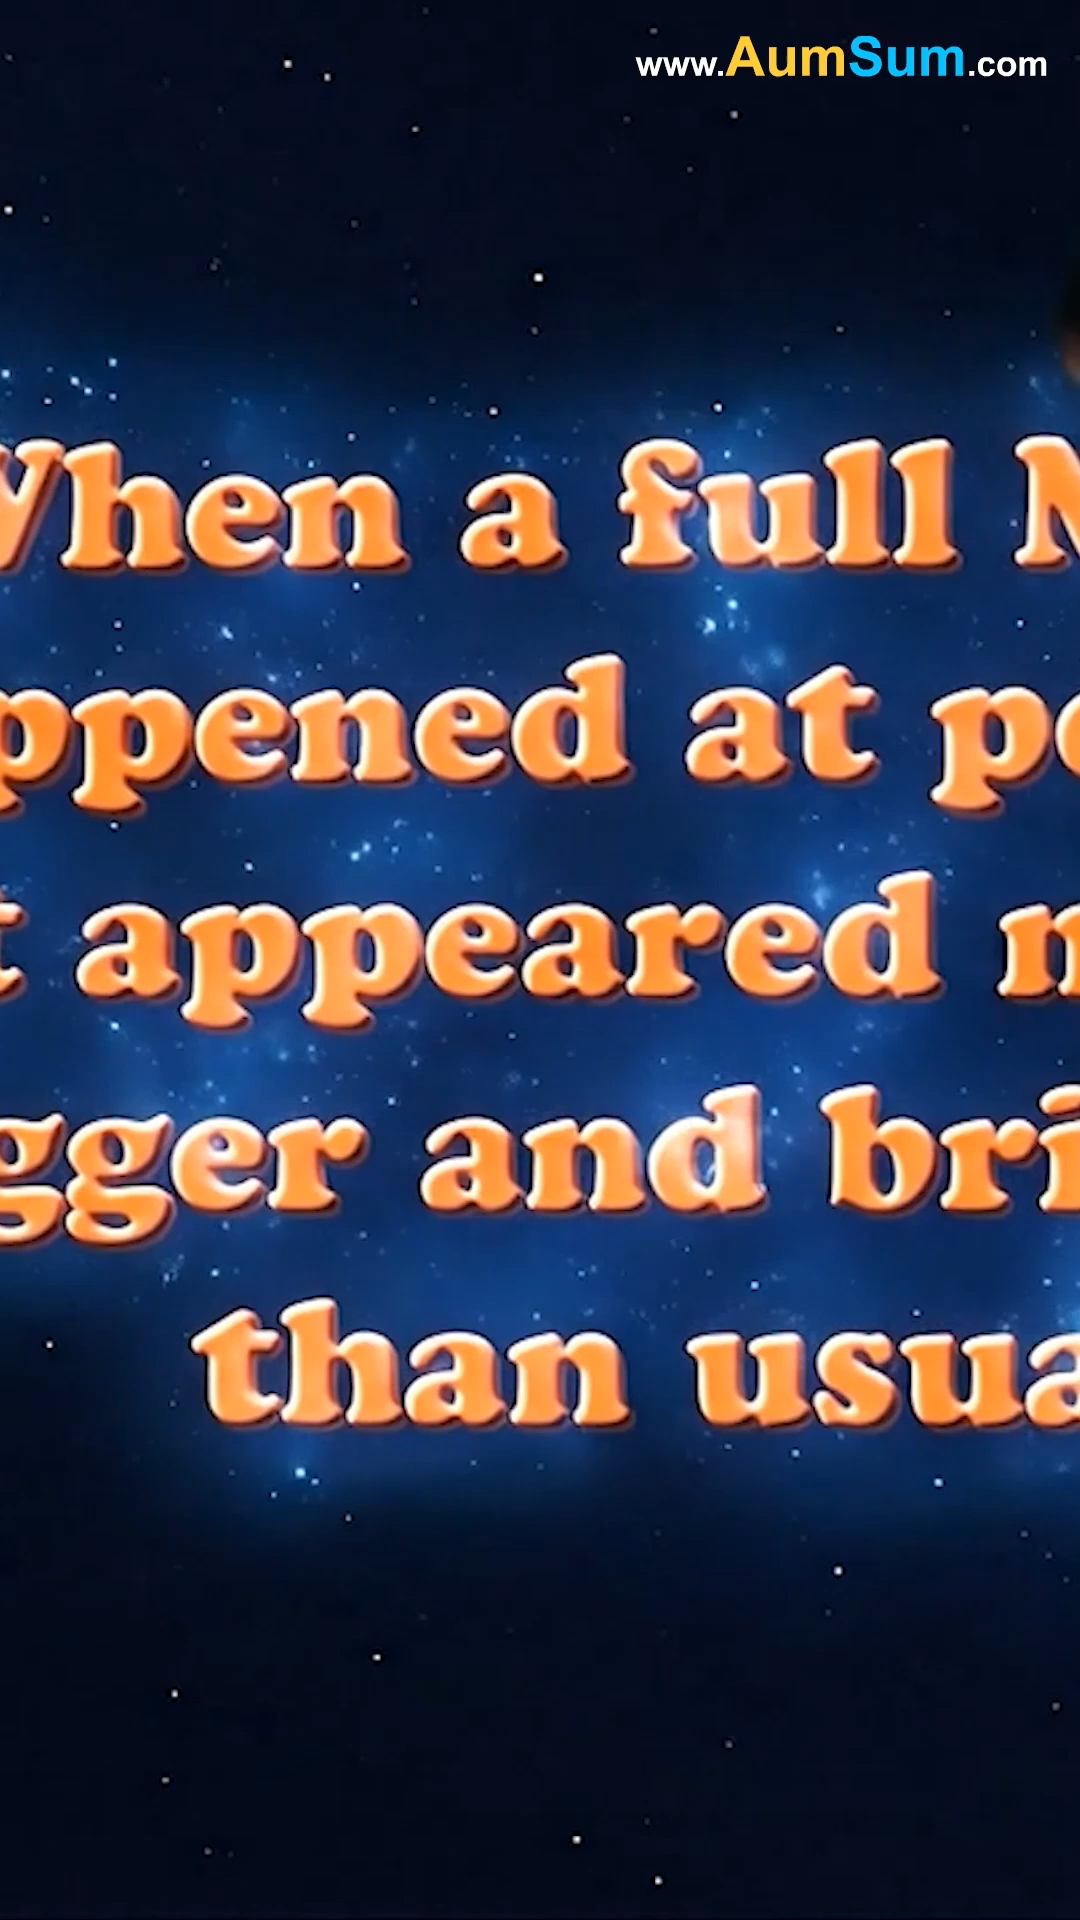 www.AumSum.com
When a full M
ppened at pe
t appeared m
gger and bri
than usua